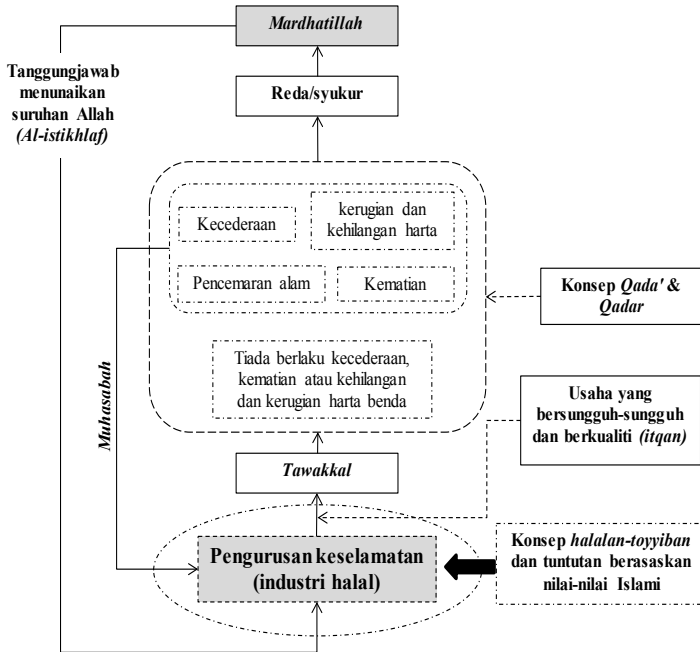 Mardhatillah
Tanggungjawab
menunaikan
suruhan Allah
(Al-istikhlaf)
Reda/syukur
Kecederaan
kerugian dan
kehilangan harta
Pencemaran alam
Kematian
Konsep Qada' &
Qadar
Tiada berlaku kecederaan,
kematian atau kehilangan
dan kerugian harta benda
Muhasabah
Usaha yang
bersungguh-sungguh
dan berkualiti (itqan)
Tawakkal
Pengurusan keselamatan
(industri halal)
Konsep halalan-toyyiban
dan tuntutan berasaskan
nilai-nilai Islami